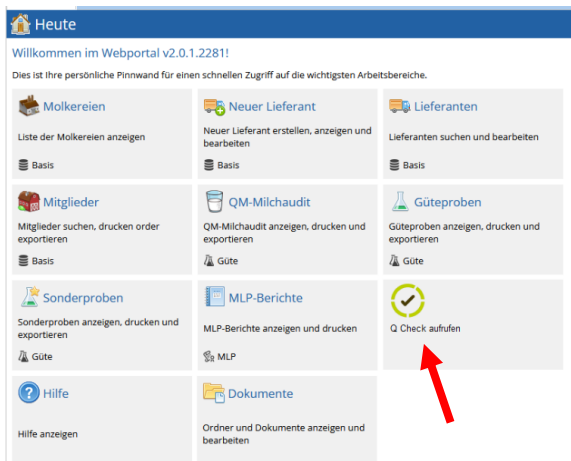 Heute
Willkommen im Webportal v2.0.1.2281!
Dies ist Ihre persönliche Pinnwand für einen schnellen Zugriff auf die wichtigsten Arbeitsbereiche.
Molkereien
Liste der Molkereien anzeigen
Basis
Neuer Lieferant
Neuer Lieferant erstellen, anzeigen und
bearbeiten
Basis
Lieferanten
Lieferanten suchen und bearbeiten
Basis
Mitglieder
Mitglieder suchen, drucken order
exportieren
Basis
QM-Milchaudit
QM-Milchaudit anzeigen, drucken und
exportieren
Güte
Güteproben
Güteproben anzeigen, drucken und
exportieren
Güte
Sonderproben
Sonderproben anzeigen, drucken und
exportieren
Güte
MLP-Berichte
MLP-Berichte anzeigen und drucken
MLP
Q Check aufrufen
Hilfe
Hilfe anzeigen
Dokumente
Ordner und Dokumente anzeigen und
bearbeiten